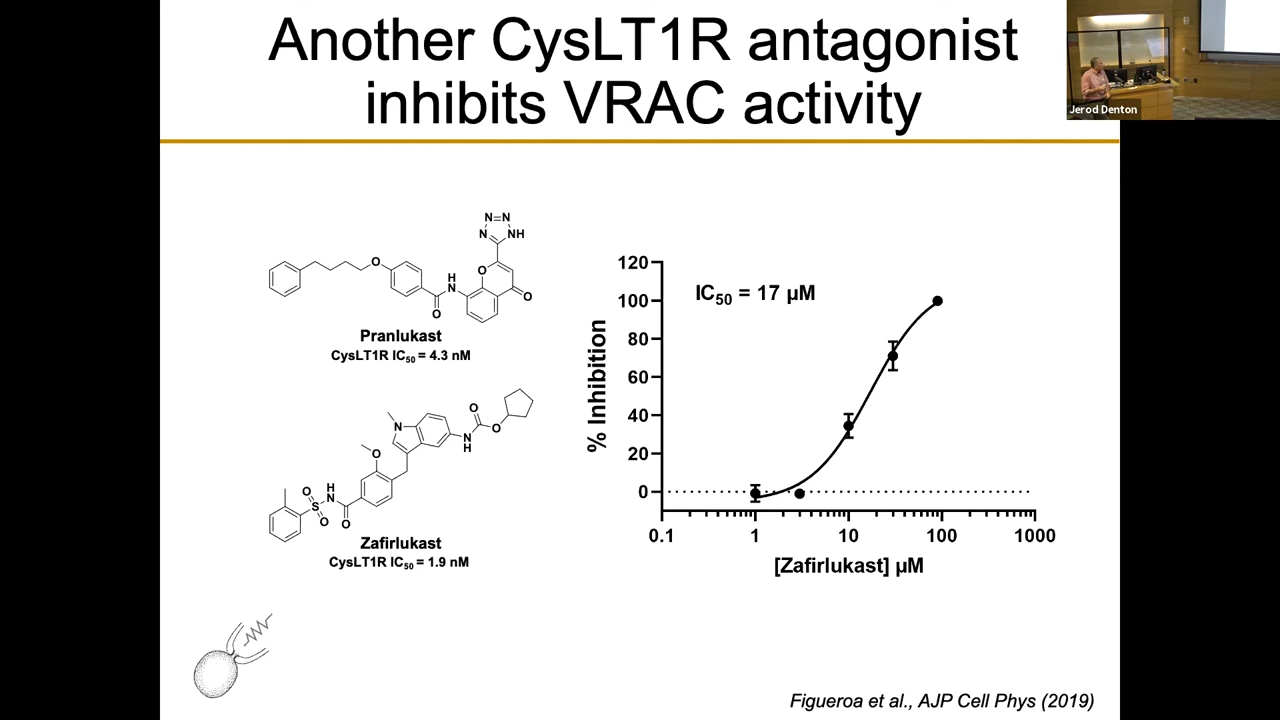 Another CysLT1R antagonist
inhibits VRAC activity
Jerod Denton
N=N
N
NH
O
O
H
N
O
O
Pranlukast
CysLT1R IC50 = 4.3 nM
N
O
N
H
O
O
O
H
N
S
O
O
Zafirlukast
CysLT1R IC50 = 1.9 nM
IC50 = 17 µM
% Inhibition
120
100
80
60
40
20
0
0.1 1 10 100 1000
[Zafirlukast] µM
Figueroa et al., AJP Cell Phys (2019)